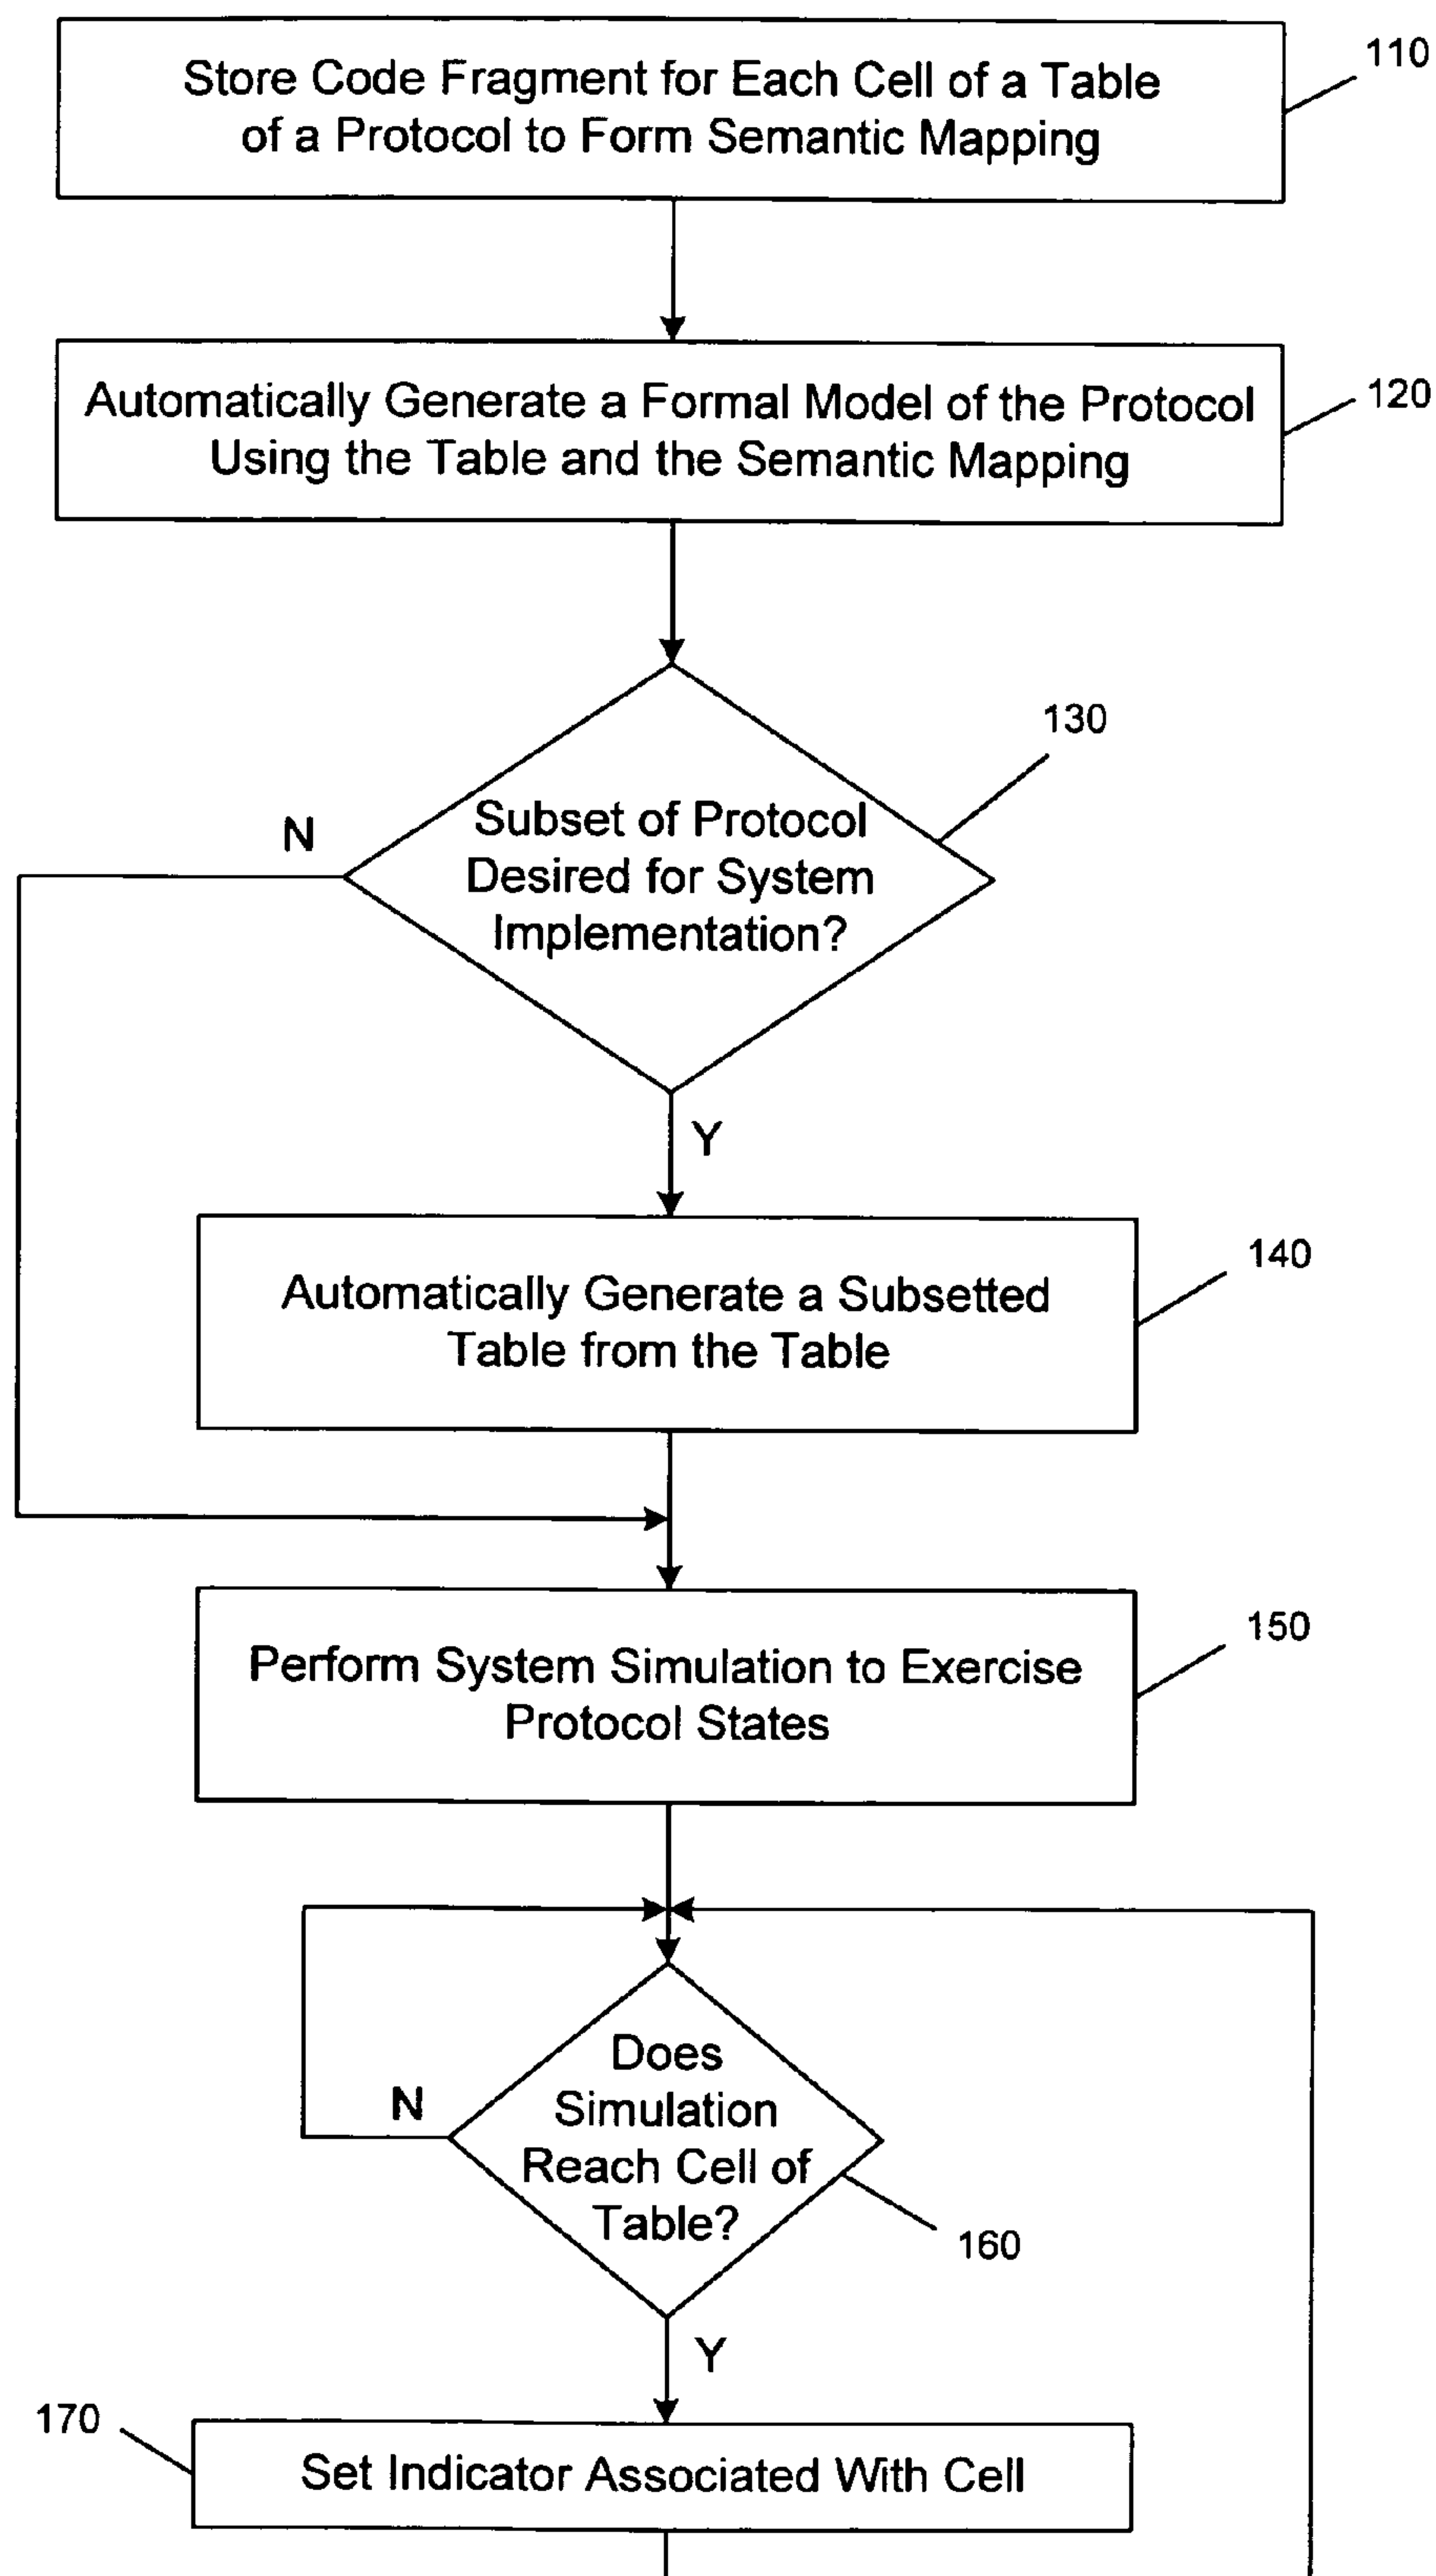 Store Code Fragment for Each Cell of a Table
of a Protocol to Form Semantic Mapping
110
Automatically Generate a Formal Model of the Protocol
Using the Table and the Semantic Mapping
120
130
Subset of Protocol
Desired for System
Implementation?
N
Y
Automatically Generate a Subsetted
Table from the Table
140
Perform System Simulation to Exercise
Protocol States
150
Does
Simulation
Reach Cell of
Table?
N
160
Y
170
Set Indicator Associated With Cell